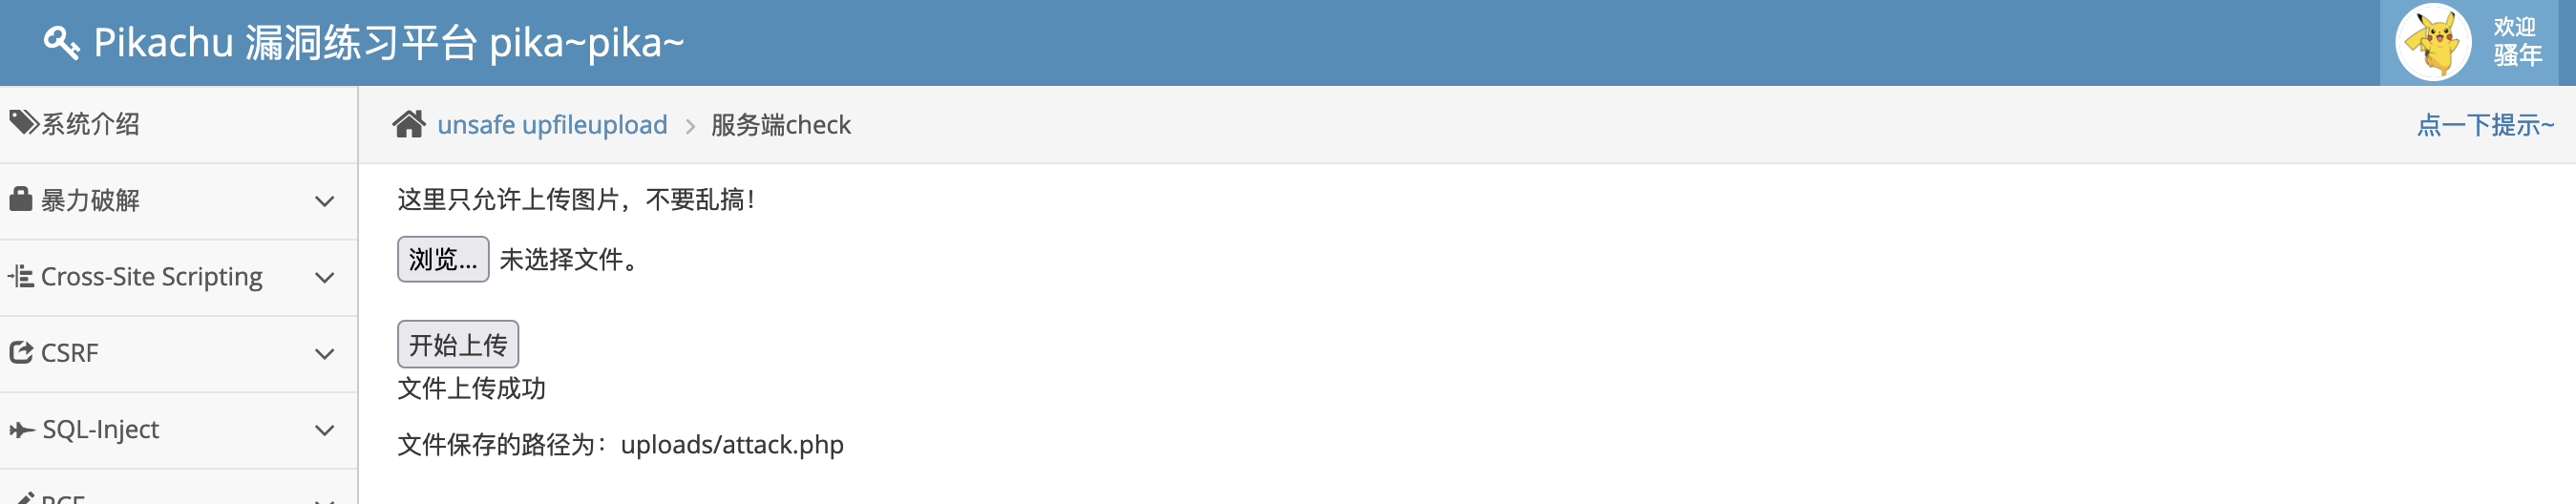 Pikachu 漏洞练习平台 pika~pika~
欢迎
骚年
系统介绍
unsafe upfileupload
服务端check
点一下提示~
暴力破解
Cross-Site Scripting
CSRF
SQL-Inject
RCE
这里只允许上传图片，不要乱搞！
浏览... 未选择文件。
开始上传
文件上传成功
文件保存的路径为：uploads/attack.php